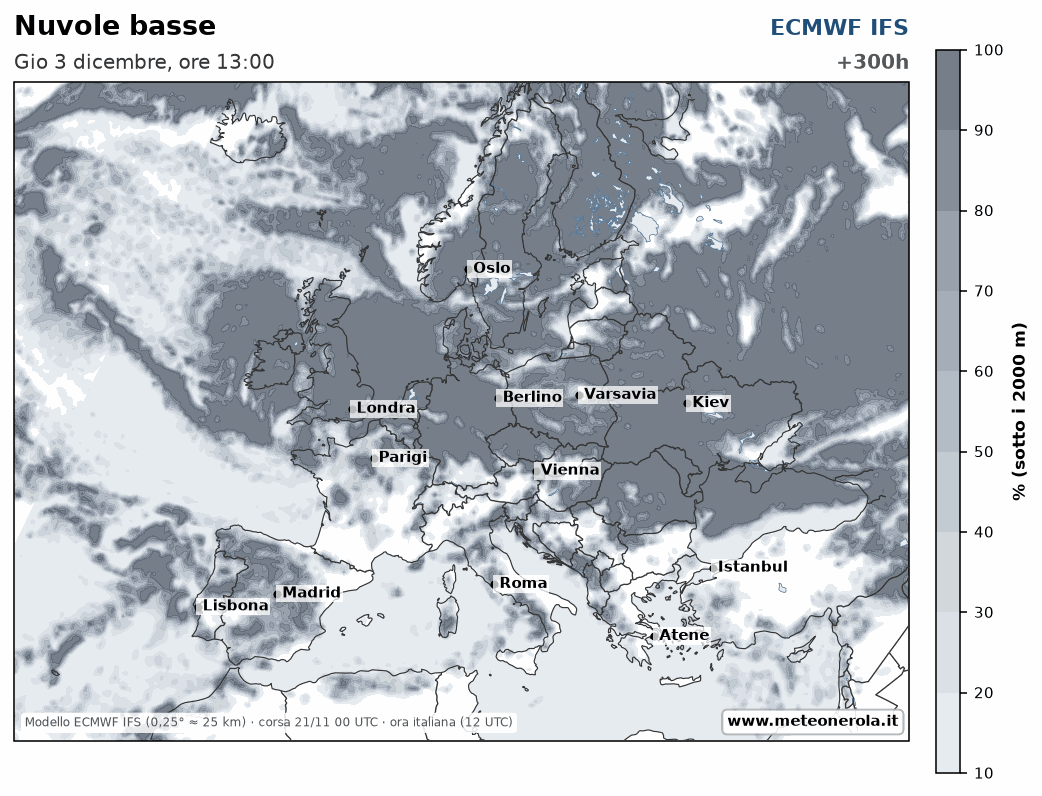 Nuvole basse
ECMWF IFS
Gio 3 dicembre, ore 13:00
+300h
100
90
80
70
60
50
40
30
20
10
% (sotto i 2000 m)
Oslo
Londra
Berlino
Varsavia
Kiev
Parigi
Vienna
Istanbul
Roma
Madrid
Lisbona
Atene
Modello ECMWF IFS (0,25° ≈ 25 km) · corsa 21/11 00 UTC · ora italiana (12 UTC)
www.meteonerola.it